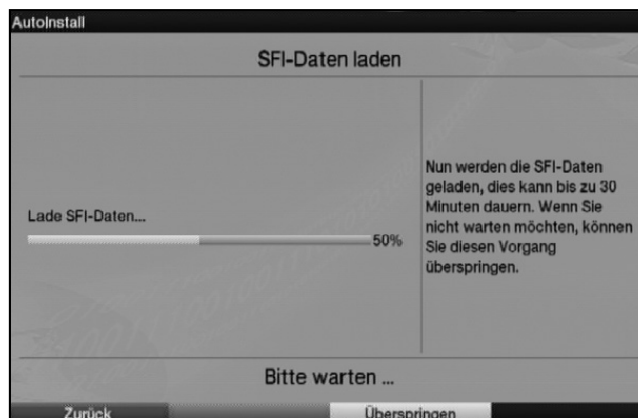 AutoInstall
SFI-Daten laden
Lade SFI-Daten...
50%
Nun werden die SFI-Daten
geladen, dies kann bis zu 30
Minuten dauern. Wenn Sie
nicht warten möchten, können
Sie diesen Vorgang
überspringen.
Bitte warten ...
Zurück
Überspringen